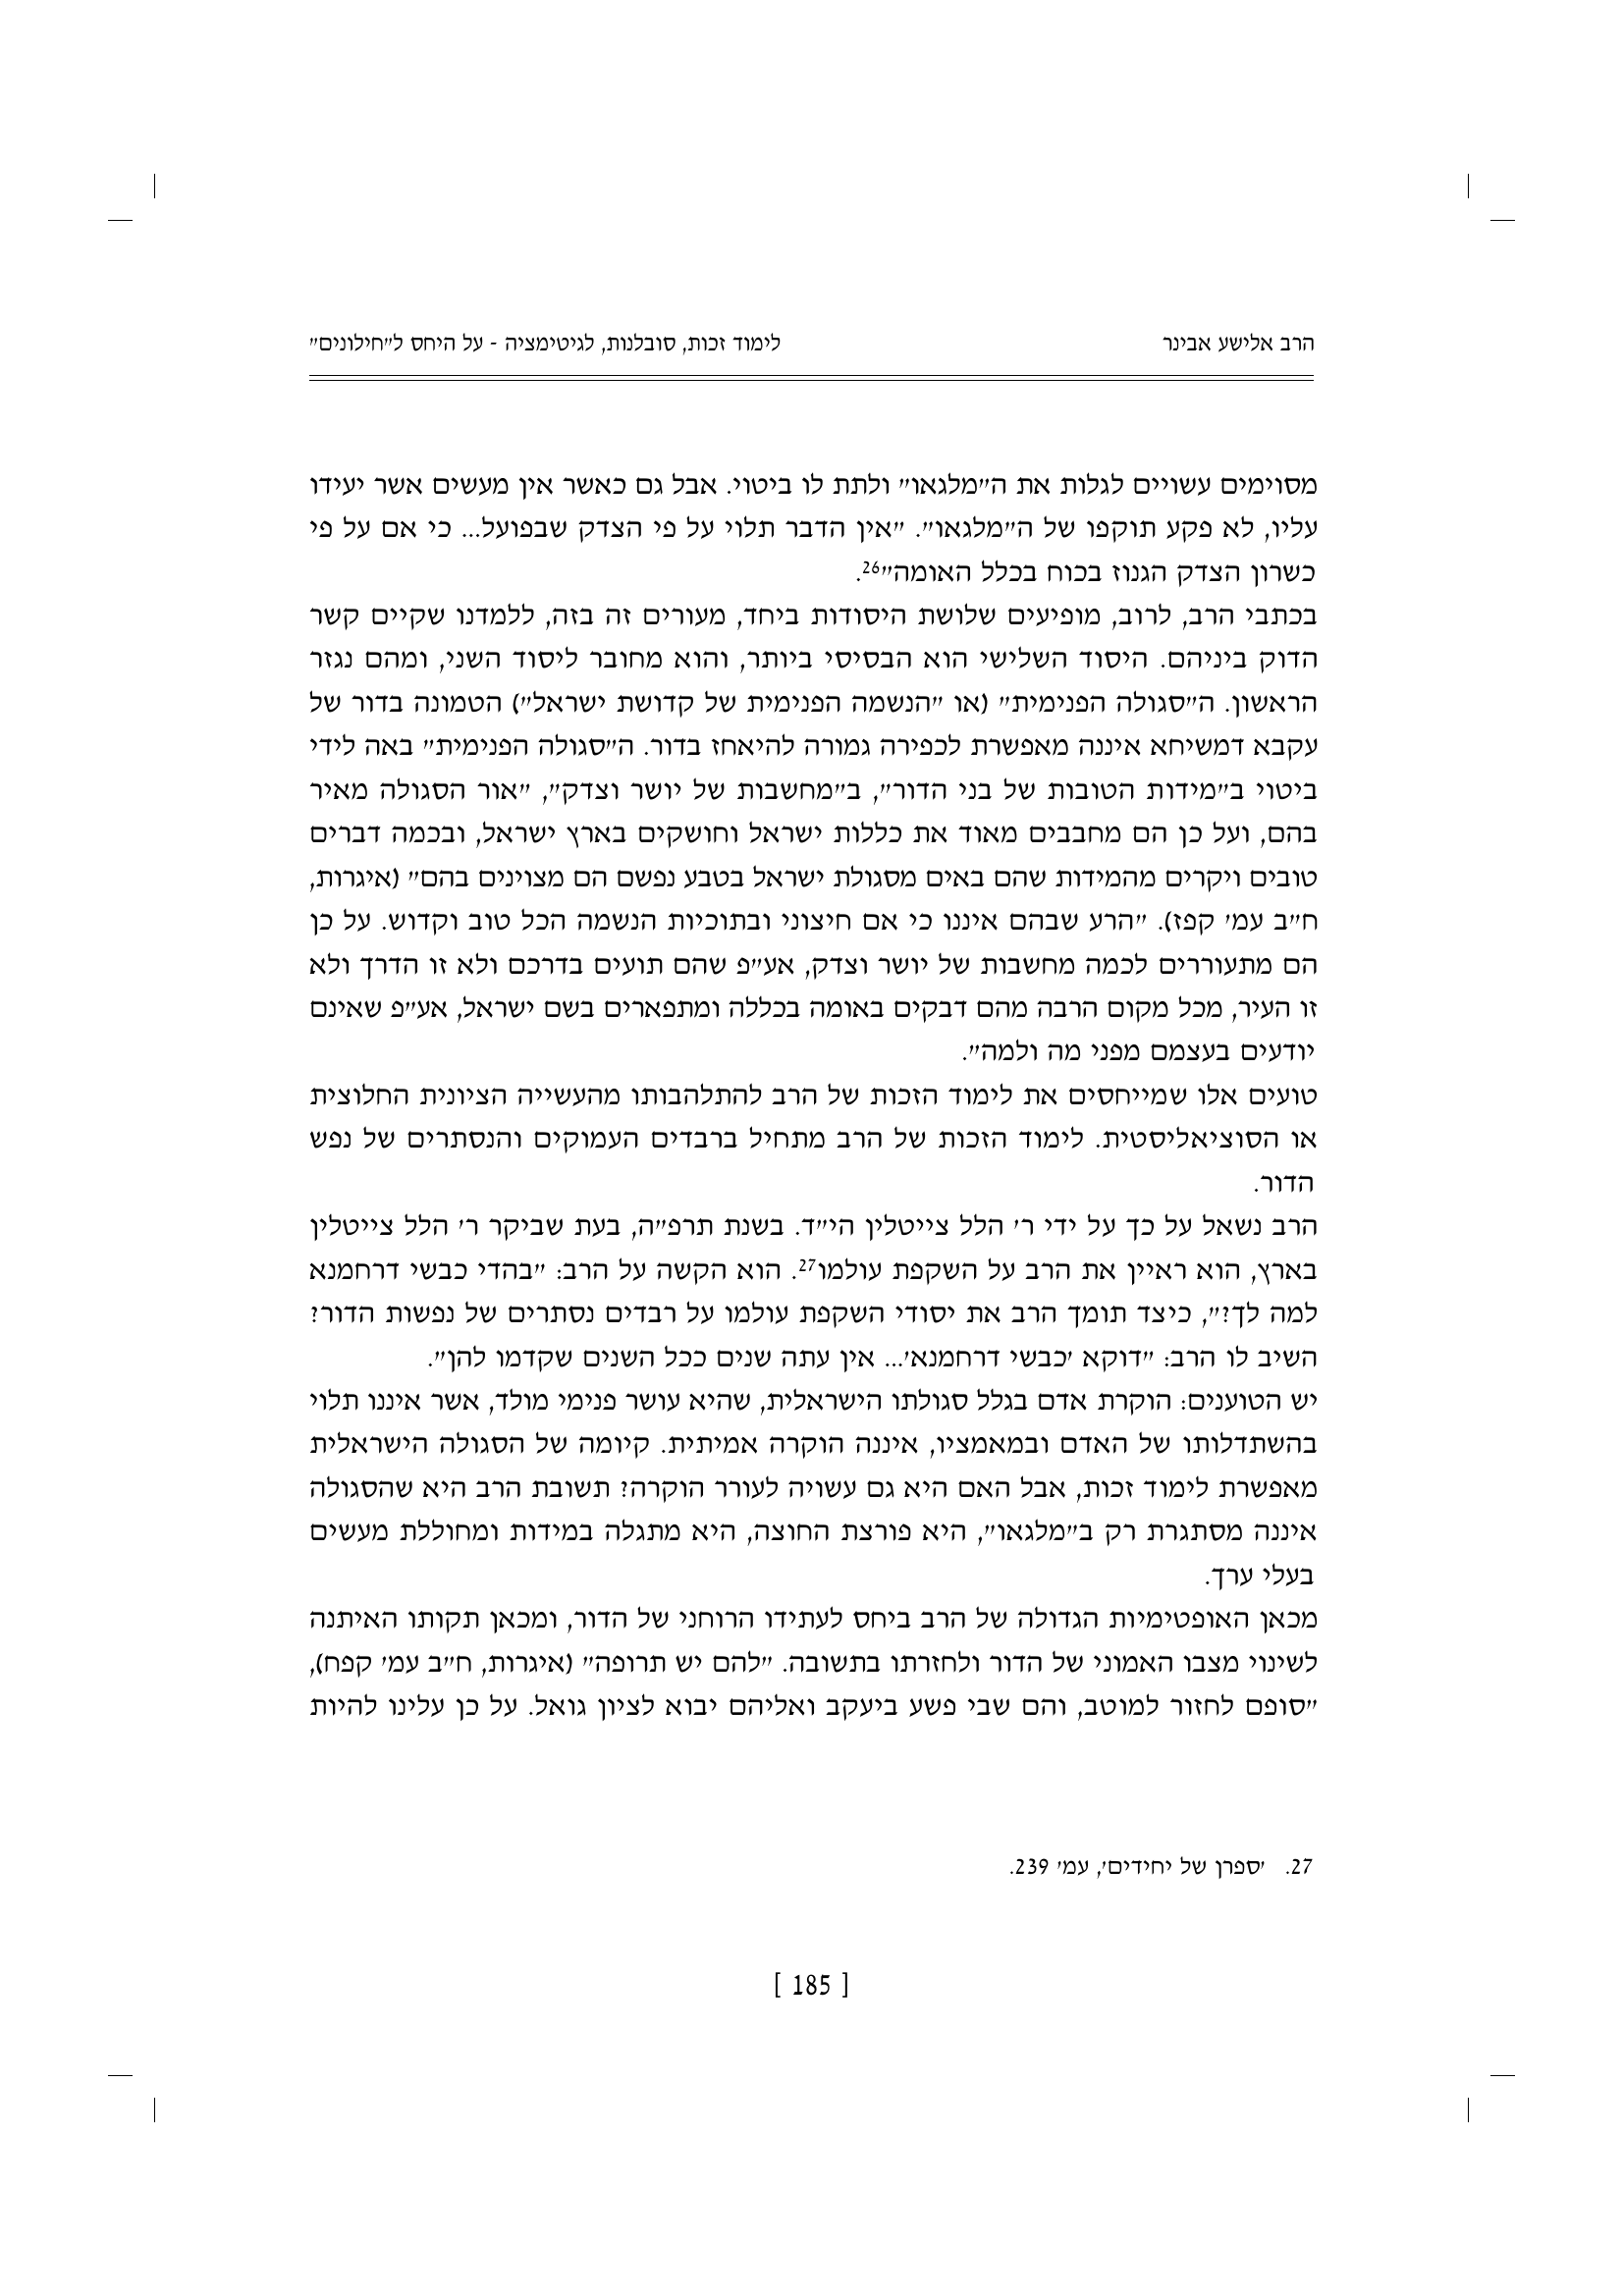 הרב אלישע אבינר לימוד זכות, סובלנות, לגיטימציה - על היחס ל״חילונים״
מסוימים עשויים לגלות את ה״מלגאו״ ולתת לו ביטוי. אבל גם כאשר אין מעשים אשר יעידו
עליו, לא פקע תוקפו של ה״מלגאו״. ״אין הדבר תלוי על פי הצדק שבפועל... כי אם על פי
כשרון הצדק הגנוז בכוח בכלל האומה״26.
בכתבי הרב, לרוב, מופיעים שלושת היסודות ביחד, מעורים זה בזה, ללמדנו שקיים קשר
הדוק ביניהם. היסוד השלישי הוא הבסיסי ביותר, והוא מחובר ליסוד השני, ומהם נגזר
הראשון. ה״סגולה הפנימית״ (או ״הנשמה הפנימית של קדושת ישראל״) הטמונה בדור של
עקבא דמשיחא איננה מאפשרת לכפירה גמורה להיאחז בדור. ה״סגולה הפנימית״ באה לידי
ביטוי ב״מידות הטובות של בני הדור״, ב״מחשבות של יושר וצדק״, ״אור הסגולה מאיר
בהם, ועל כן הם מחבבים מאוד את כללות ישראל וחושקים בארץ ישראל, ובכמה דברים
טובים ויקרים מהמידות שהם באים מסגולת ישראל בטבע נפשם הם מצוינים בהם״ (איגרות,
ח״ב עמ׳ קפז). ״הרע שבהם איננו כי אם חיצוני ובתוכיות הנשמה הכל טוב וקדוש. על כן
הם מתעוררים לכמה מחשבות של יושר וצדק, אע״פ שהם תועים בדרכם ולא זו הדרך ולא
זו העיר, מכל מקום הרבה מהם דבקים באומה בכללה ומתפארים בשם ישראל, אע״פ שאינם
יודעים בעצמם מפני מה ולמה״.
טועים אלו שמייחסים את לימוד הזכות של הרב להתלהבותו מהעשייה הציונית החלוצית
או הסוציאליסטית. לימוד הזכות של הרב מתחיל ברבדים העמוקים והנסתרים של נפש
הדור.
הרב נשאל על כך על ידי ר׳ הלל צייטלין הי״ד. בשנת תרפ״ה, בעת שביקר ר׳ הלל צייטלין
בארץ, הוא ראיין את הרב על השקפת עולמו27. הוא הקשה על הרב: ״בהדי כבשי דרחמנא
למה לך?״, כיצד תומך הרב את יסודי השקפת עולמו על רבדים נסתרים של נפשות הדור?
השיב לו הרב: ״דוקא ׳כבשי דרחמנא׳... אין עתה שנים ככל השנים שקדמו להן״.
יש הטוענים: הוקרת אדם בגלל סגולתו הישראלית, שהיא עושר פנימי מולד, אשר איננו תלוי
בהשתדלותו של האדם ובמאמציו, איננה הוקרה אמיתית. קיומה של הסגולה הישראלית
מאפשרת לימוד זכות, אבל האם היא גם עשויה לעורר הוקרה? תשובת הרב היא שהסגולה
איננה מסתגרת רק ב״מלגאו״, היא פורצת החוצה, היא מתגלה במידות ומחוללת מעשים
בעלי ערך.
מכאן האופטימיות הגדולה של הרב ביחס לעתידו הרוחני של הדור, ומכאן תקותו האיתנה
לשינוי מצבו האמוני של הדור ולחזרתו בתשובה. ״להם יש תרופה״ (איגרות, ח״ב עמ׳ קפח),
״סופם לחזור למוטב, והם שבי פשע ביעקב ואליהם יבוא לציון גואל. על כן עלינו להיות
27. ׳ספרן של יחידים׳, עמ׳ 239.
[ 185 ]